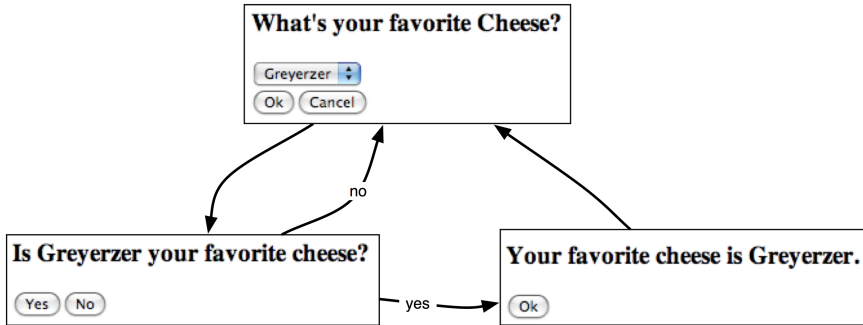 What's your favorite Cheese?
Greyerzer
Ok Cancel
no
Is Greyerzer your favorite cheese?
Yes No
yes
Your favorite cheese is Greyerzer.
Ok